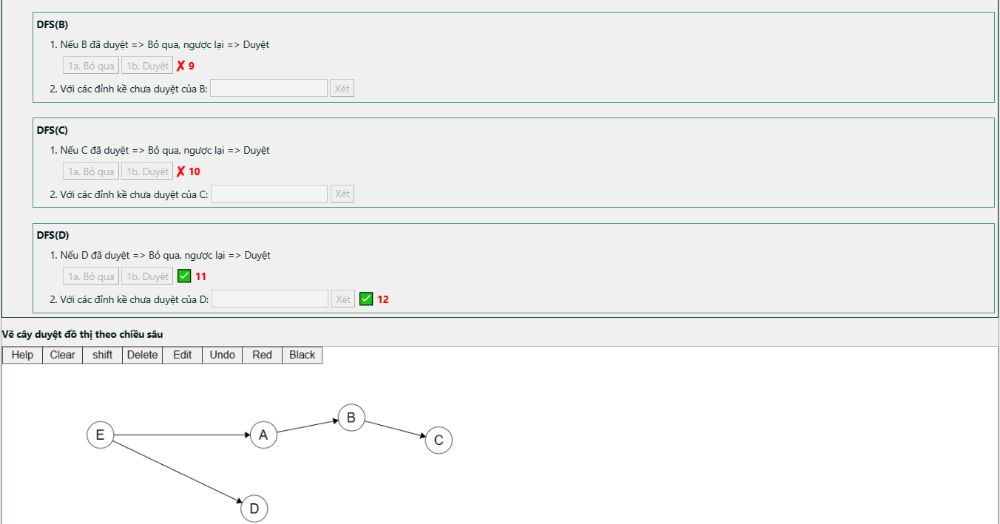 DFS(B)
1. Nếu B đã duyệt => Bỏ qua, ngược lại => Duyệt
1a. Bỏ qua 1b. Duyệt ✗ 9
2. Với các đỉnh kề chưa duyệt của B: Xét
DFS(C)
1. Nếu C đã duyệt => Bỏ qua, ngược lại => Duyệt
1a. Bỏ qua 1b. Duyệt ✗ 10
2. Với các đỉnh kề chưa duyệt của C: Xét
DFS(D)
1. Nếu D đã duyệt => Bỏ qua, ngược lại => Duyệt
1a. Bỏ qua 1b. Duyệt ✅ 11
2. Với các đỉnh kề chưa duyệt của D: Xét ✅ 12
Vẽ cây duyệt đồ thị theo chiều sâu
Help Clear shift Delete Edit Undo Red Black
B
E A C
D